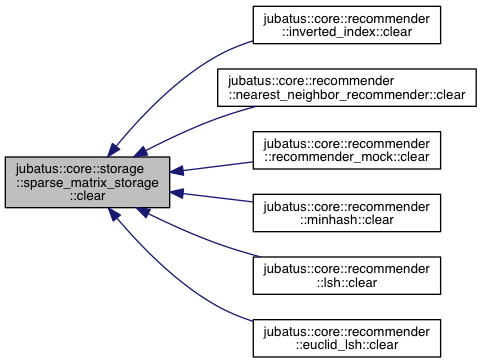 jubatus::core::storage
::sparse_matrix_storage
::clear
jubatus::core::recommender
::inverted_index::clear
jubatus::core::recommender
::nearest_neighbor_recommender::clear
jubatus::core::recommender
::recommender_mock::clear
jubatus::core::recommender
::minhash::clear
jubatus::core::recommender
::lsh::clear
jubatus::core::recommender
::euclid_lsh::clear